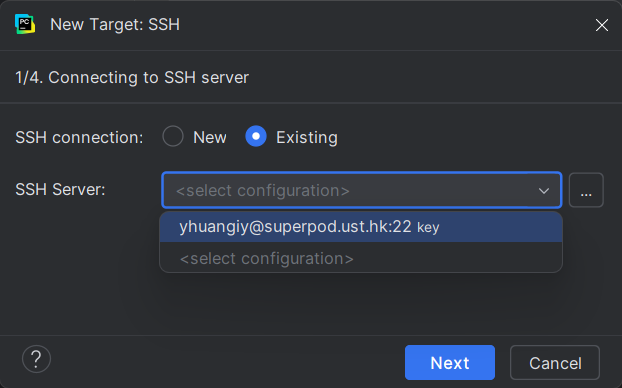 PC
New Target: SSH
1/4. Connecting to SSH server
SSH connection: New Existing
SSH Server: <select configuration> ...
yhuangiy@superpod.ust.hk:22 key
<select configuration>
? Next Cancel